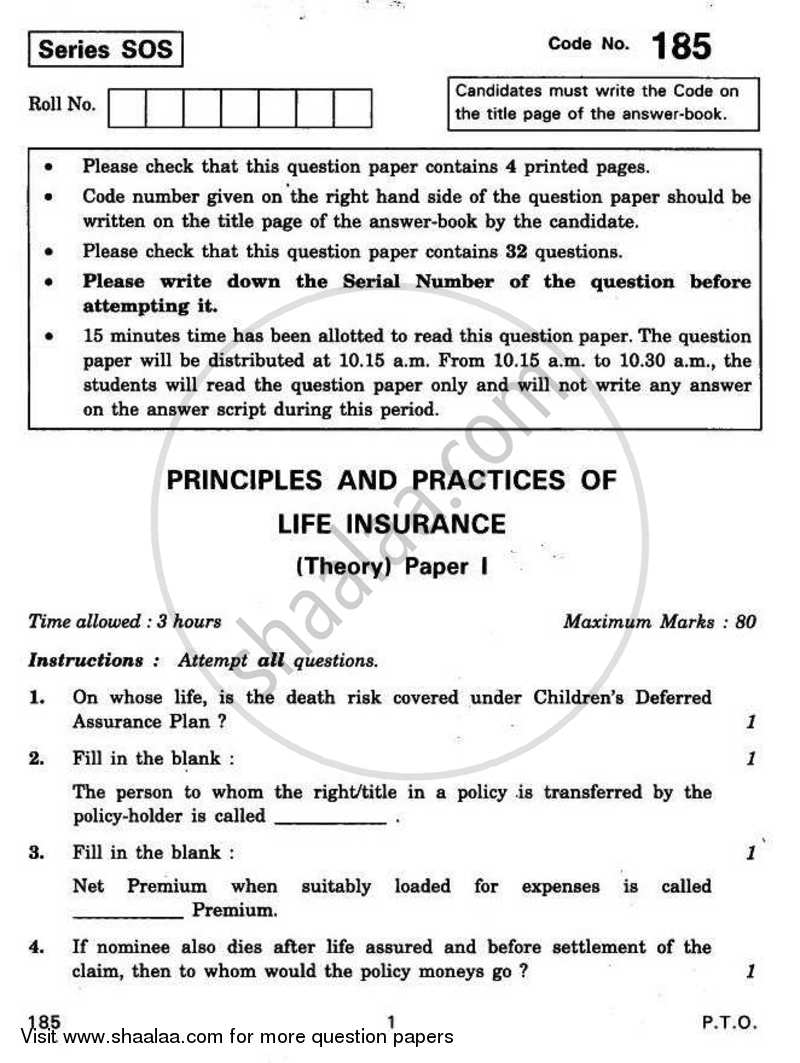 Series SOS
Code No. 185
Roll No.
Candidates must write the Code on
the title page of the answer-book.
• Please check that this question paper contains 4 printed pages.
• Code number given on the right hand side of the question paper should be
written on the title page of the answer-book by the candidate.
• Please check that this question paper contains 32 questions.
• Please write down the Serial Number of the question before
attempting it.
• 15 minutes time has been allotted to read this question paper. The question
paper will be distributed at 10.15 a.m. From 10.15 a.m. to 10.30 a.m., the
students will read the question paper only and will not write any answer
on the answer script during this period.
PRINCIPLES AND PRACTICES OF
LIFE INSURANCE
(Theory) Paper I
Time allowed : 3 hours Maximum Marks : 80
Instructions : Attempt all questions.
1. On whose life, is the death risk covered under Children's Deferred
Assurance Plan ? 1
2. Fill in the blank : 1
The person to whom the right/title in a policy is transferred by the
policy-holder is called __________ .
3. Fill in the blank : 1
Net Premium when suitably loaded for expenses is called
__________ Premium.
4. If nominee also dies after life assured and before settlement of the
claim, then to whom would the policy moneys go ? 1
185 1 P.T.O.
Visit www.shaalaa.com for more question papers
shaalaa.com